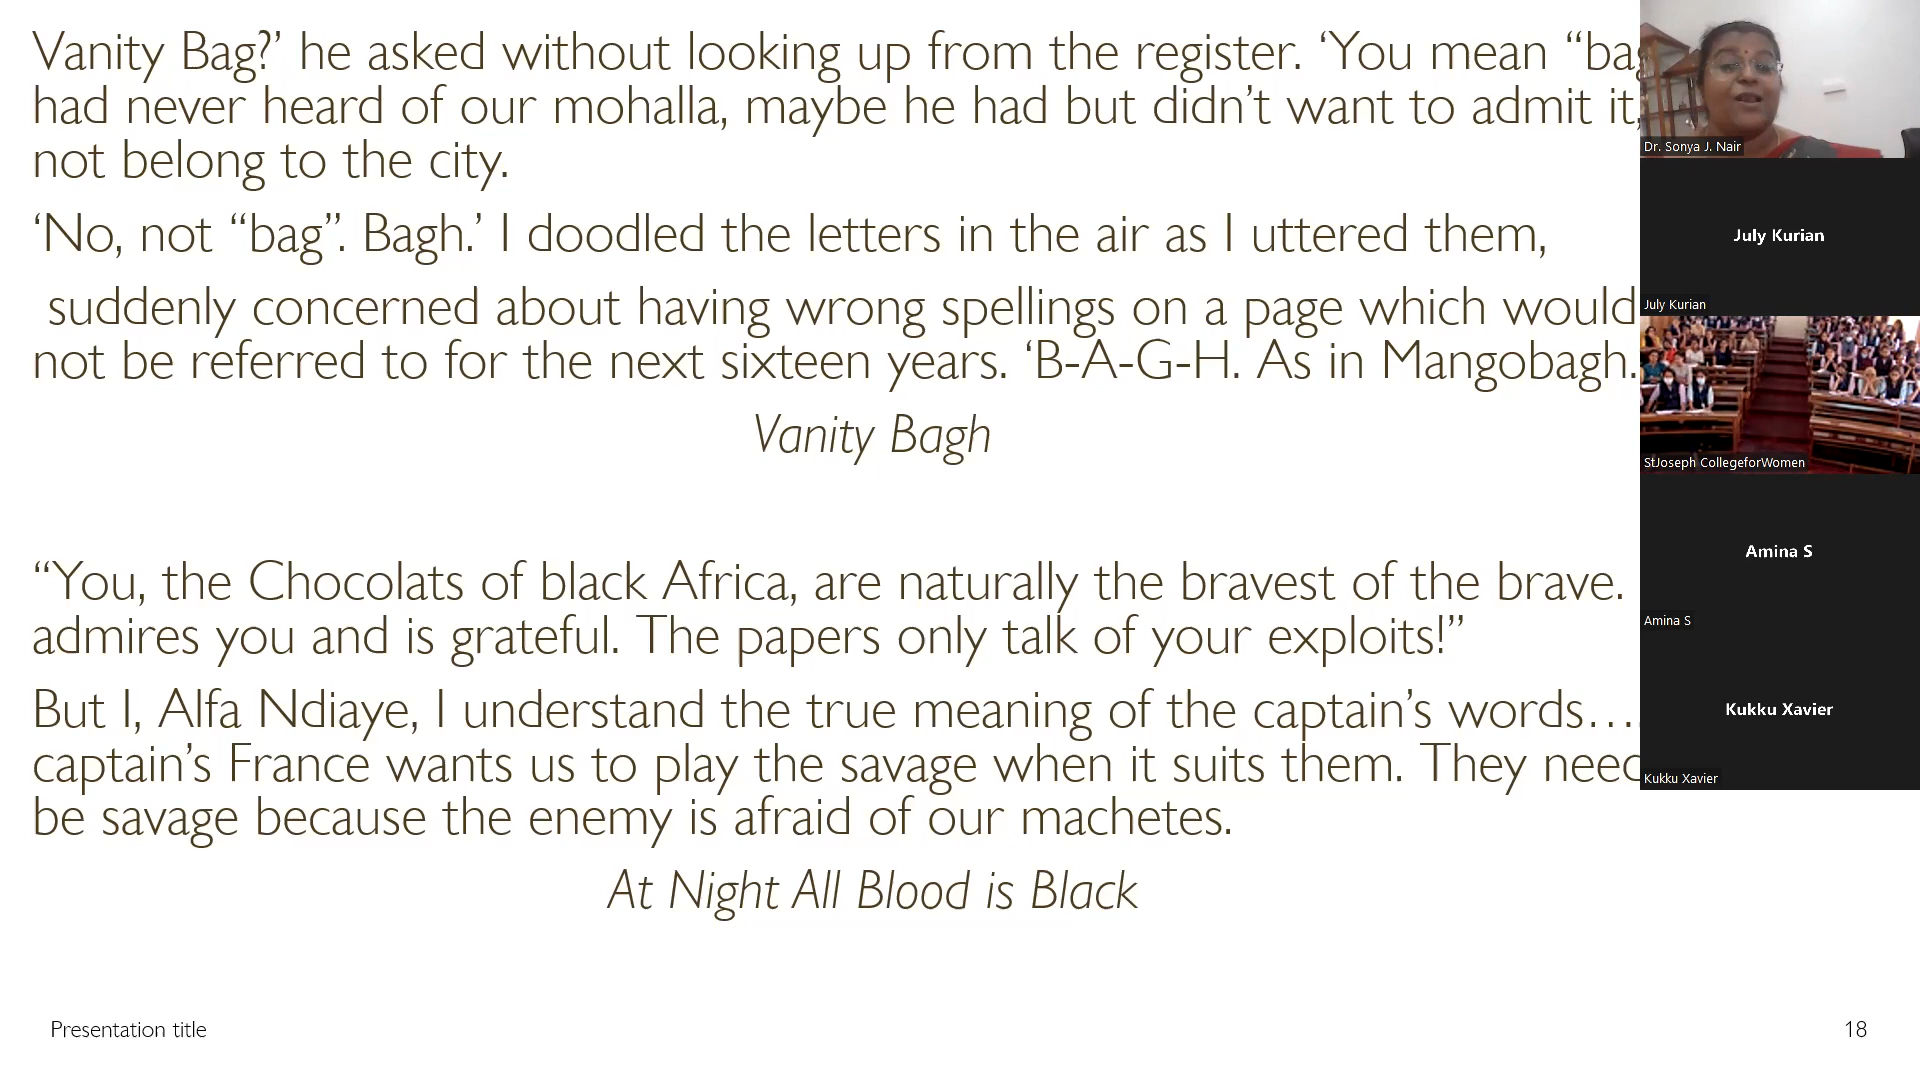 Vanity Bag?’ he asked without looking up from the register. ‘You mean “bag
had never heard of our mohalla, maybe he had but didn’t want to admit it,
not belong to the city.
‘No, not “bag”. Bagh.’ I doodled the letters in the air as I uttered them,
suddenly concerned about having wrong spellings on a page which would
not be referred to for the next sixteen years. ‘B-A-G-H. As in Mangobagh.
Vanity Bagh
“You, the Chocolats of black Africa, are naturally the bravest of the brave.
admires you and is grateful. The papers only talk of your exploits!”
But I, Alfa Ndiaye, I understand the true meaning of the captain’s words….
captain’s France wants us to play the savage when it suits them. They need
be savage because the enemy is afraid of our machetes.
At Night All Blood is Black
Presentation title
18
Dr. Sonya J. Nair
July Kurian
July Kurian
StJoseph CollegeforWomen
Amina S
Amina S
Kukku Xavier
Kukku Xavier